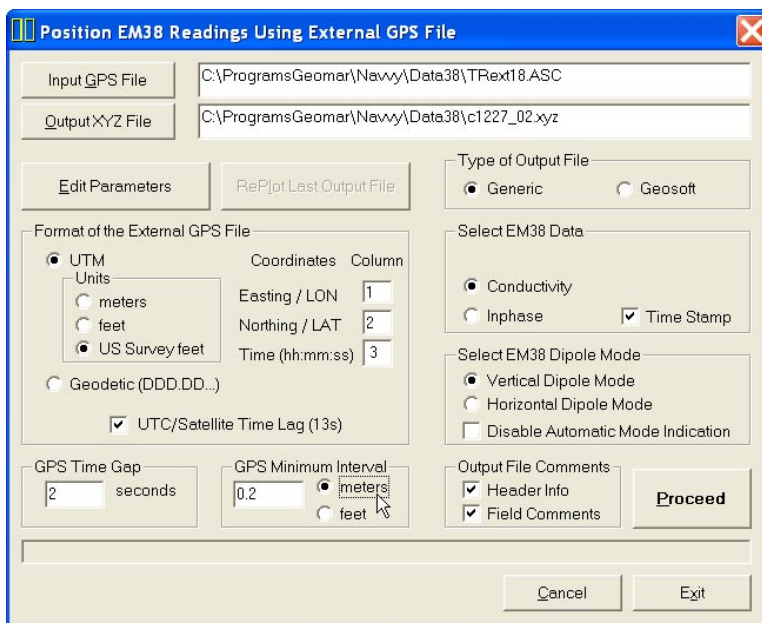 Position EM38 Readings Using External GPS File
Input GPS File
C:\ProgramsGeomar\Navvy\Data38\TRext18.ASC
Output XYZ File
C:\ProgramsGeomar\Navvy\Data38\c1227_02.xyz
Edit Parameters
RePlot Last Output File
Type of Output File
Generic
Geosoft
Format of the External GPS File
UTM
Coordinates Column
Units
meters
feet
US Survey feet
Easting / LON 1
Northing / LAT 2
Time (hh:mm:ss) 3
Geodetic (DDD.DD...)
UTC/Satellite Time Lag (13s)
Select EM38 Data
Conductivity
Inphase
Time Stamp
Select EM38 Dipole Mode
Vertical Dipole Mode
Horizontal Dipole Mode
Disable Automatic Mode Indication
GPS Time Gap
2 seconds
GPS Minimum Interval
0.2
meters
feet
Output File Comments
Header Info
Field Comments
Proceed
Cancel
Exit